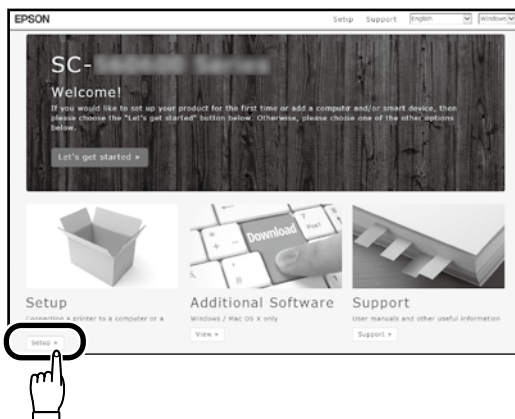 EPSON
Setup Support English Windows
SC-
Welcome!
If you would like to set up your product for the first time or add a computer and/or smart device, then
please choose the "Let's get started" button below. Otherwise, please choose one of the other options
below.
Let's get started »
Download
Setup
Additional Software
Support
Connecting a printer to a computer or a
Windows / Mac OS X only
User manuals and other useful information
Setup »
View »
Support »